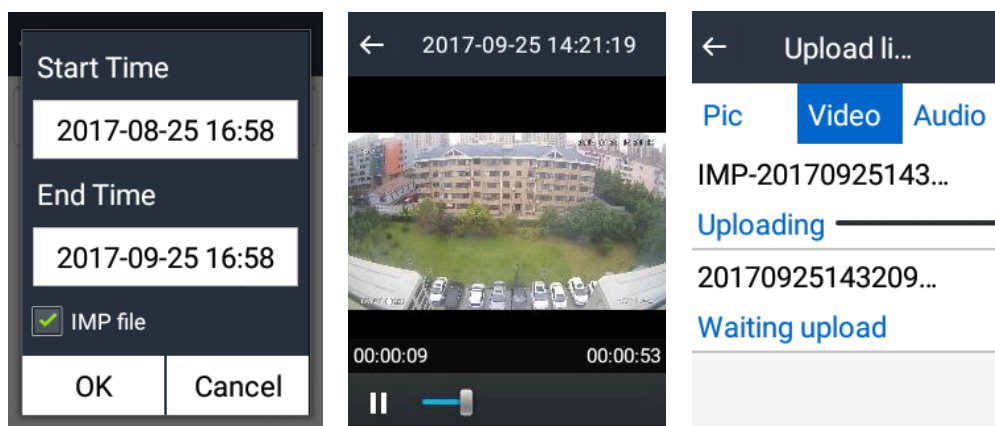 Start Time
2017-08-25 16:58
End Time
2017-09-25 16:58
IMP file
OK Cancel
2017-09-25 14:21:19
00:00:09 00:00:53
Upload li...
Pic Video Audio
IMP-20170925143...
Uploading
20170925143209...
Waiting upload